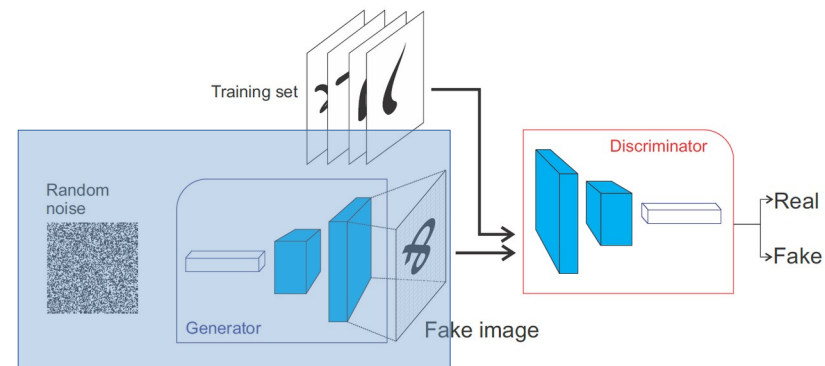 Training set
Discriminator
Random
noise
Real
Fake
Generator
Fake image